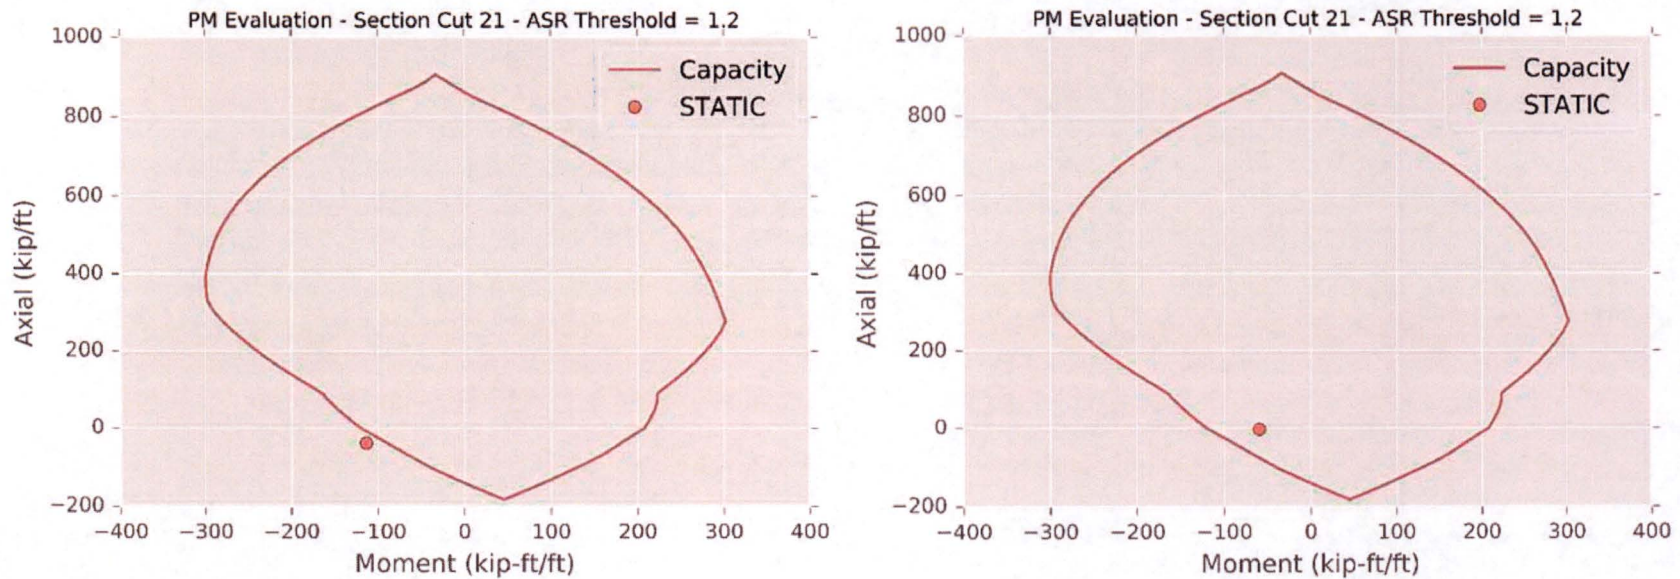 PM Evaluation - Section Cut 21 - ASR Threshold = 1.2
1000
800
600
400
200
0
−200
Axial (kip/ft)
Capacity
STATIC
−400 −300 −200 −100 0 100 200 300 400
Moment (kip-ft/ft)
PM Evaluation - Section Cut 21 - ASR Threshold = 1.2
1000
800
600
400
200
0
−200
Axial (kip/ft)
Capacity
STATIC
−400 −300 −200 −100 0 100 200 300 400
Moment (kip-ft/ft)